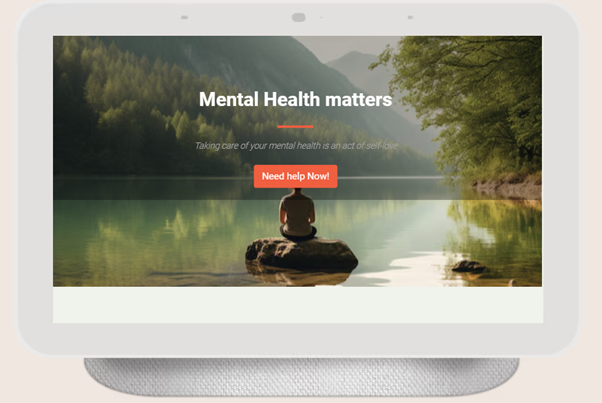 Mental Health matters
Taking care of your mental health is an act of self-love
Need help Now!